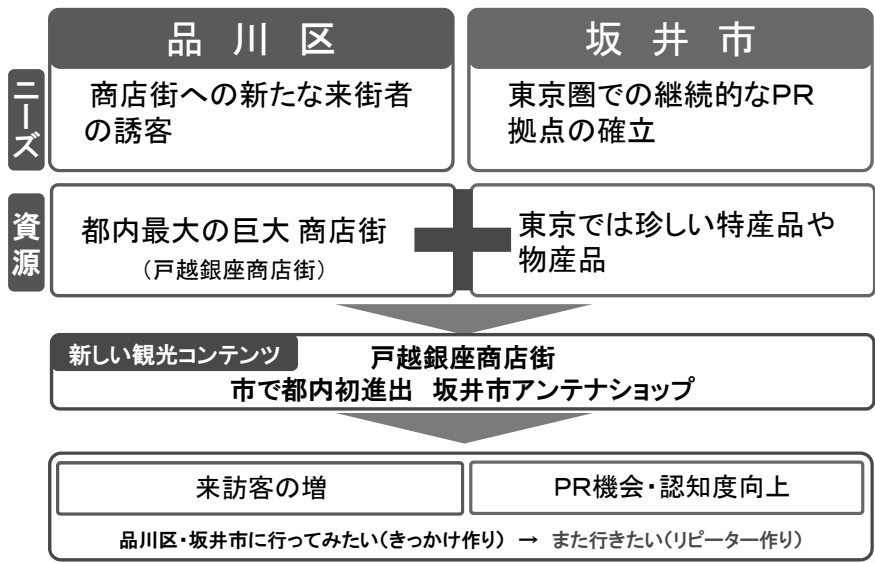 品川区
坂井市
ニーズ
商店街への新たな来街者
の誘客
東京圏での継続的なPR
拠点の確立
資源
都内最大の巨大 商店街
（戸越銀座商店街）
東京では珍しい特産品や
物産品
新しい観光コンテンツ
戸越銀座商店街
市で都内初進出　坂井市アンテナショップ
来訪客の増
PR機会・認知度向上
品川区・坂井市に行ってみたい（きっかけ作り） → また行きたい（リピーター作り）